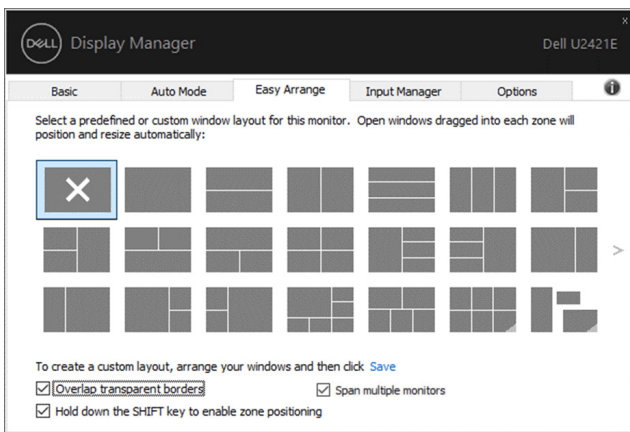 x
DELL Display Manager Dell U2421E
Basic Auto Mode Easy Arrange Input Manager Options i
Select a predefined or custom window layout for this monitor. Open windows dragged into each zone will
position and resize automatically:
To create a custom layout, arrange your windows and then click Save
Overlap transparent borders Span multiple monitors
Hold down the SHIFT key to enable zone positioning